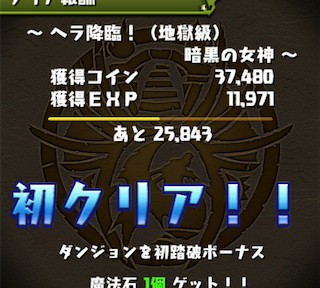 ～ ヘラ降臨！（地獄級）
暗黒の女神 ～
獲得コイン 37,480
獲得ＥＸＰ 11,971
あと 25,843
初クリア！！
ダンジョンを初踏破ボーナス
魔法石 1個 ゲット！！